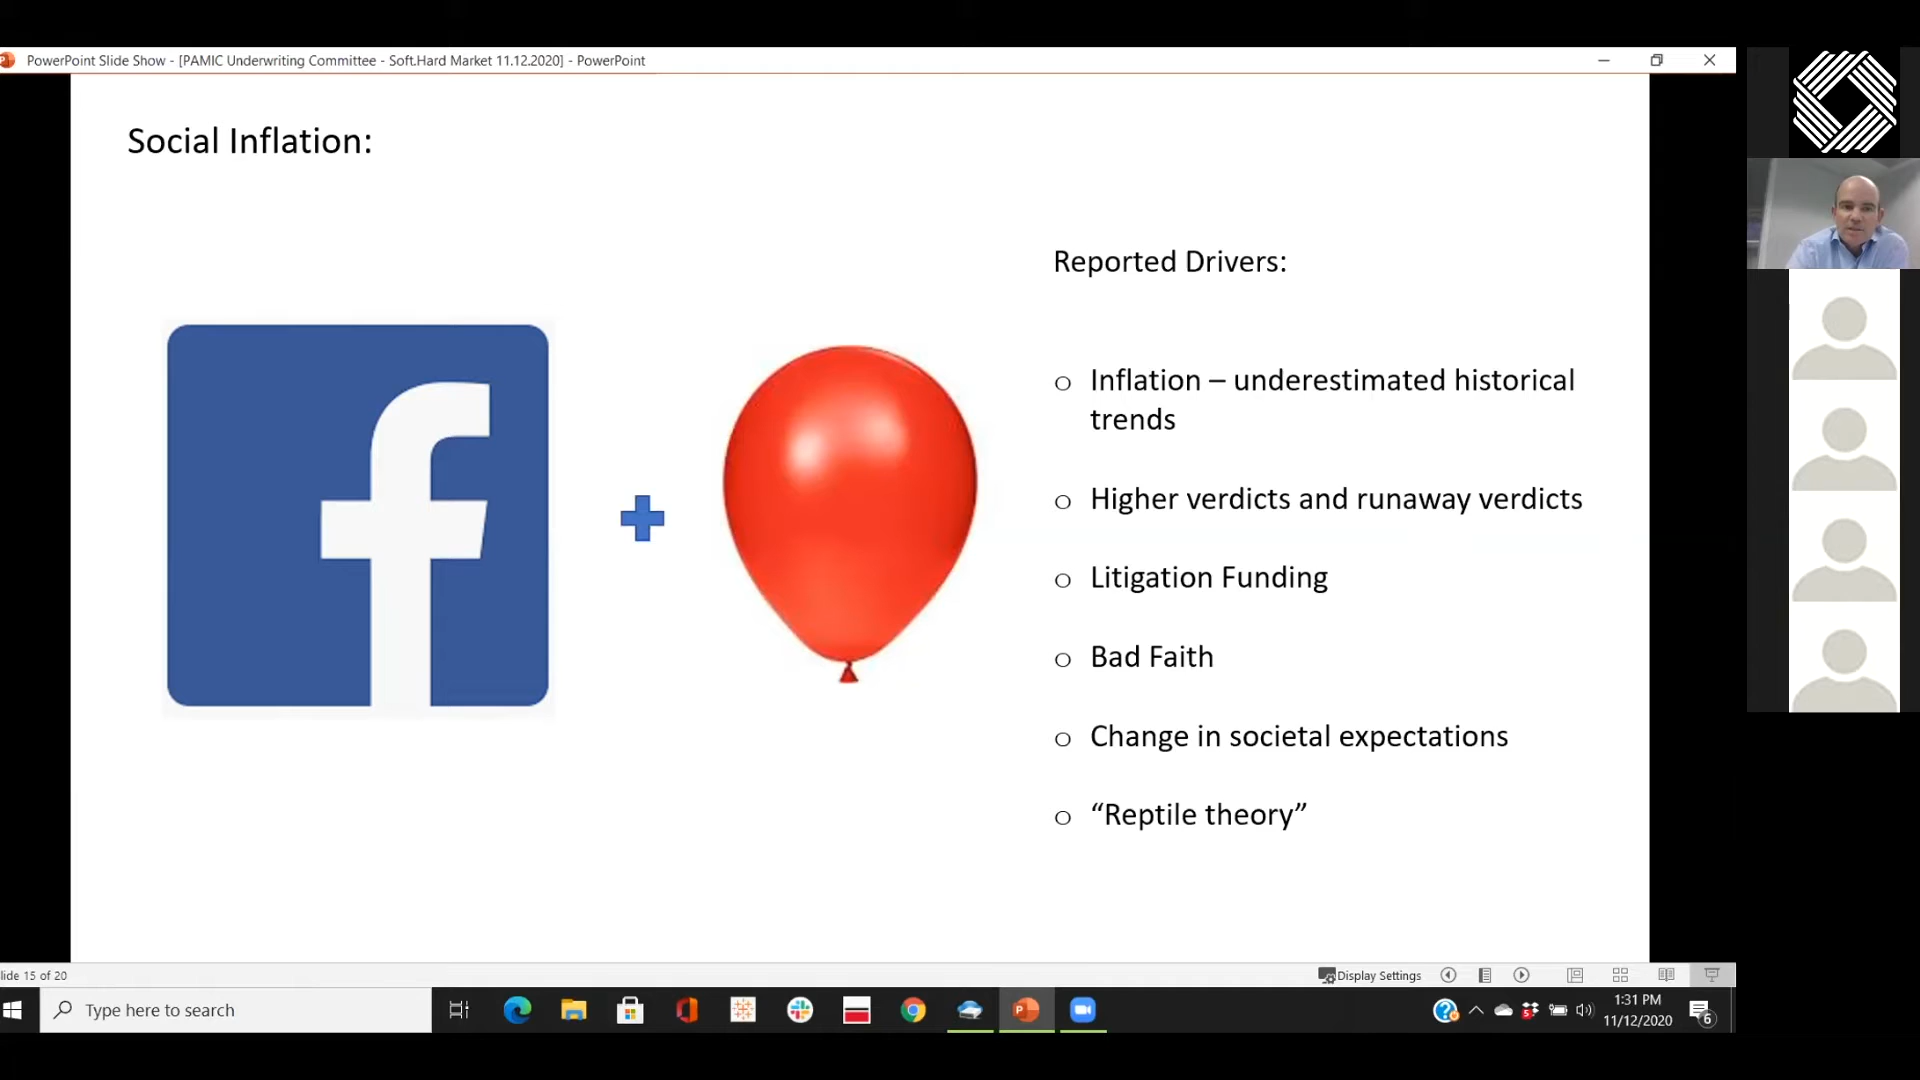 PowerPoint Slide Show - [PAMIC Underwriting Committee - Soft.Hard Market 11.12.2020] - PowerPoint
Social Inflation:
Reported Drivers:
o Inflation – underestimated historical
trends
o Higher verdicts and runaway verdicts
o Litigation Funding
o Bad Faith
o Change in societal expectations
o “Reptile theory”
lide 15 of 20
Display Settings
Type here to search
1:31 PM
11/12/2020
6